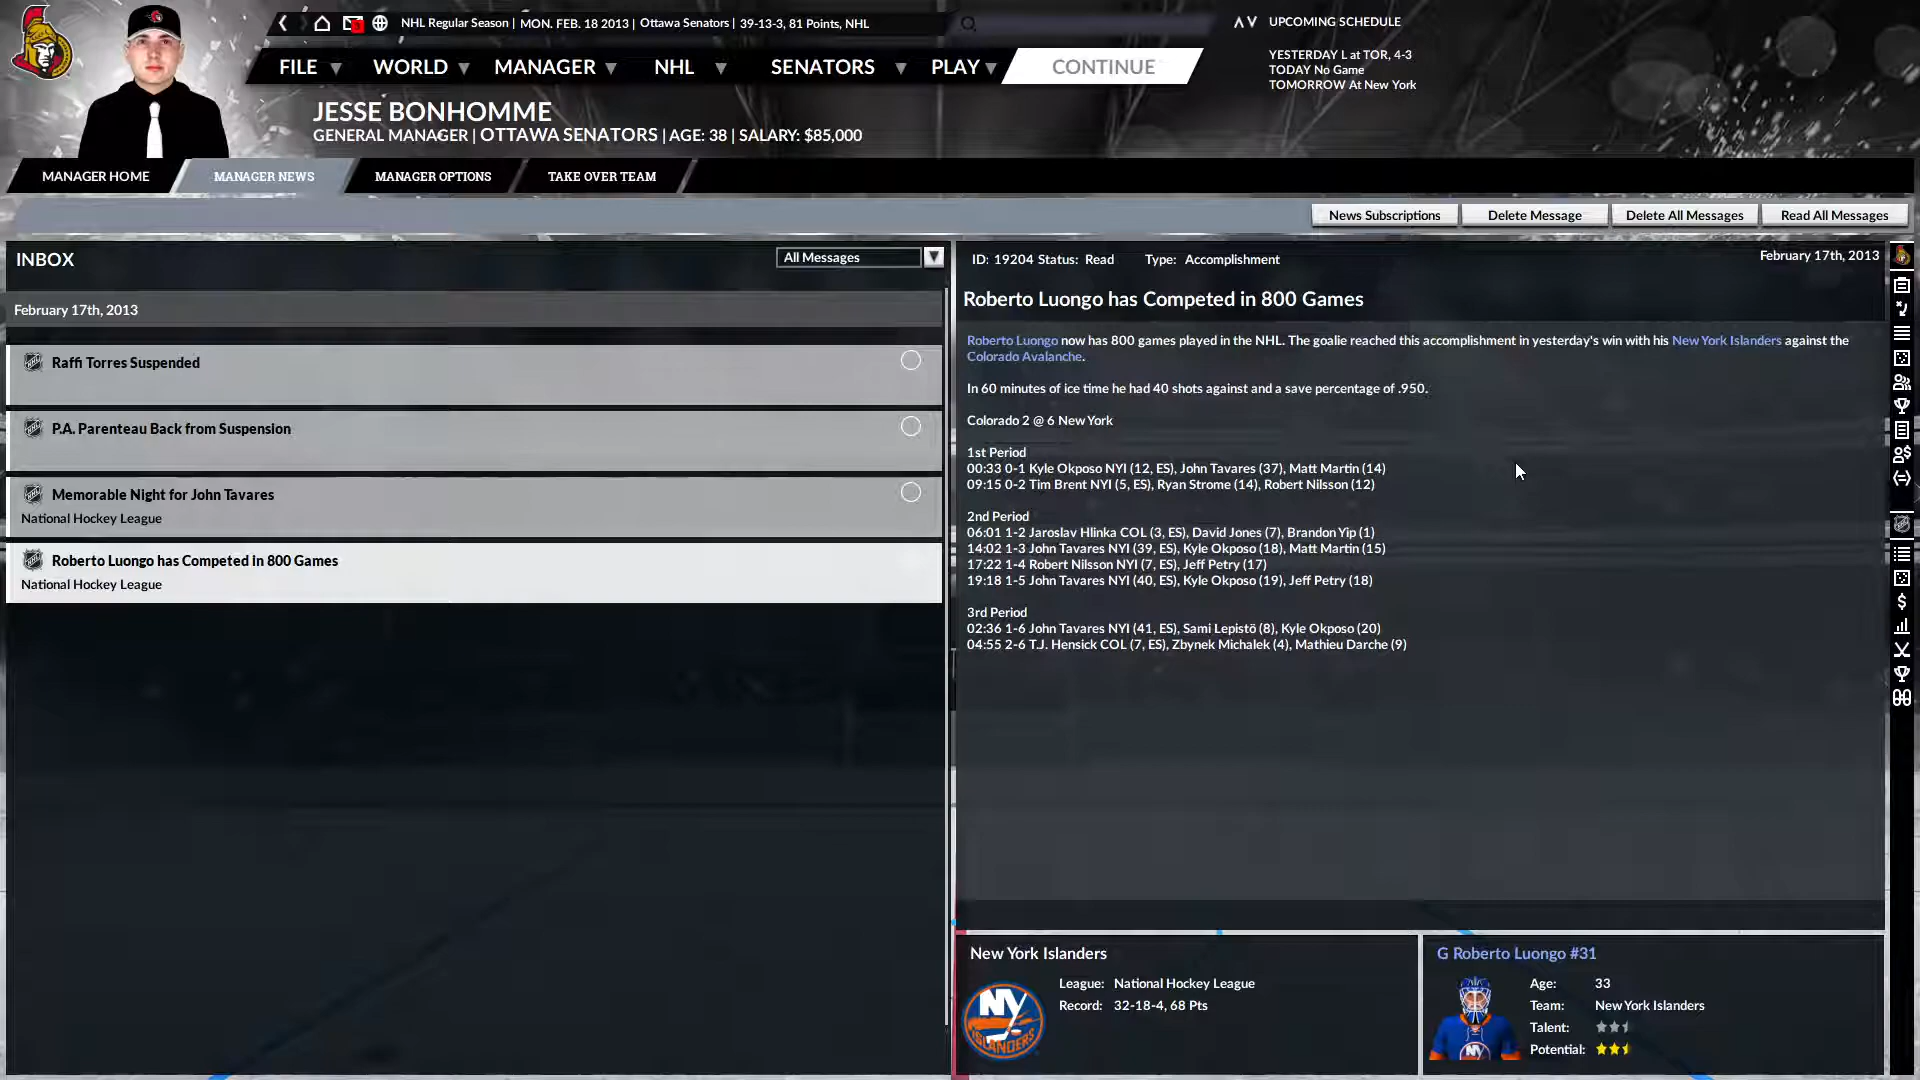 NHL Regular Season | MON. FEB. 18 2013 | Ottawa Senators | 39-13-3, 81 Points, NHL
UPCOMING SCHEDULE
YESTERDAY L at TOR, 4-3
TODAY No Game
TOMORROW At New York
FILE WORLD MANAGER NHL SENATORS PLAY CONTINUE
JESSE BONHOMME
GENERAL MANAGER | OTTAWA SENATORS | AGE: 38 | SALARY: $85,000
MANAGER HOME MANAGER NEWS MANAGER OPTIONS TAKE OVER TEAM
News Subscriptions Delete Message Delete All Messages Read All Messages
INBOX
All Messages
February 17th, 2013
Raffi Torres Suspended
P.A. Parenteau Back from Suspension
Memorable Night for John Tavares
National Hockey League
Roberto Luongo has Competed in 800 Games
National Hockey League
ID: 19204 Status: Read Type: Accomplishment
February 17th, 2013
Roberto Luongo has Competed in 800 Games
Roberto Luongo now has 800 games played in the NHL. The goalie reached this accomplishment in yesterday's win with his New York Islanders against the
Colorado Avalanche.
In 60 minutes of ice time he had 40 shots against and a save percentage of .950.
Colorado 2 @ 6 New York
1st Period
00:33 0-1 Kyle Okposo NYI (12, ES), John Tavares (37), Matt Martin (14)
09:15 0-2 Tim Brent NYI (5, ES), Ryan Strome (14), Robert Nilsson (12)
2nd Period
06:01 1-2 Jaroslav Hlinka COL (3, ES), David Jones (7), Brandon Yip (1)
14:02 1-3 John Tavares NYI (39, ES), Kyle Okposo (18), Matt Martin (15)
17:22 1-4 Robert Nilsson NYI (7, ES), Jeff Petry (17)
19:18 1-5 John Tavares NYI (40, ES), Kyle Okposo (19), Jeff Petry (18)
3rd Period
02:36 1-6 John Tavares NYI (41, ES), Sami Lepistö (8), Kyle Okposo (20)
04:55 2-6 T.J. Hensick COL (7, ES), Zbynek Michalek (4), Mathieu Darche (9)
New York Islanders
League: National Hockey League
Record: 32-18-4, 68 Pts
NY
ISLANDERS
G Roberto Luongo #31
Age: 33
Team: New York Islanders
Talent:
Potential: